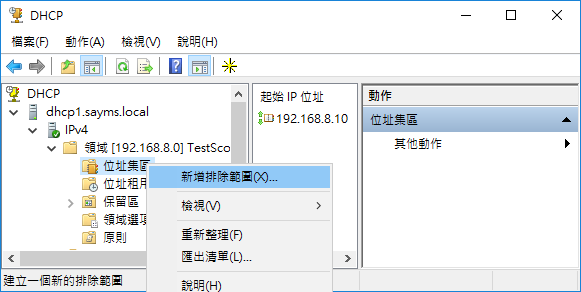 DHCP
檔案(F) 動作(A) 檢視(V) 說明(H)
DHCP
dhcp1.sayms.local
IPv4
領域 [192.168.8.0] TestSco
位址集區
位址租用
保留區
領域選項
原則
起始 IP 位址
192.168.8.10
動作
位址集區
其他動作
新增排除範圍(X)...
檢視(V)
重新整理(F)
匯出清單(L)...
說明(H)
建立一個新的排除範圍